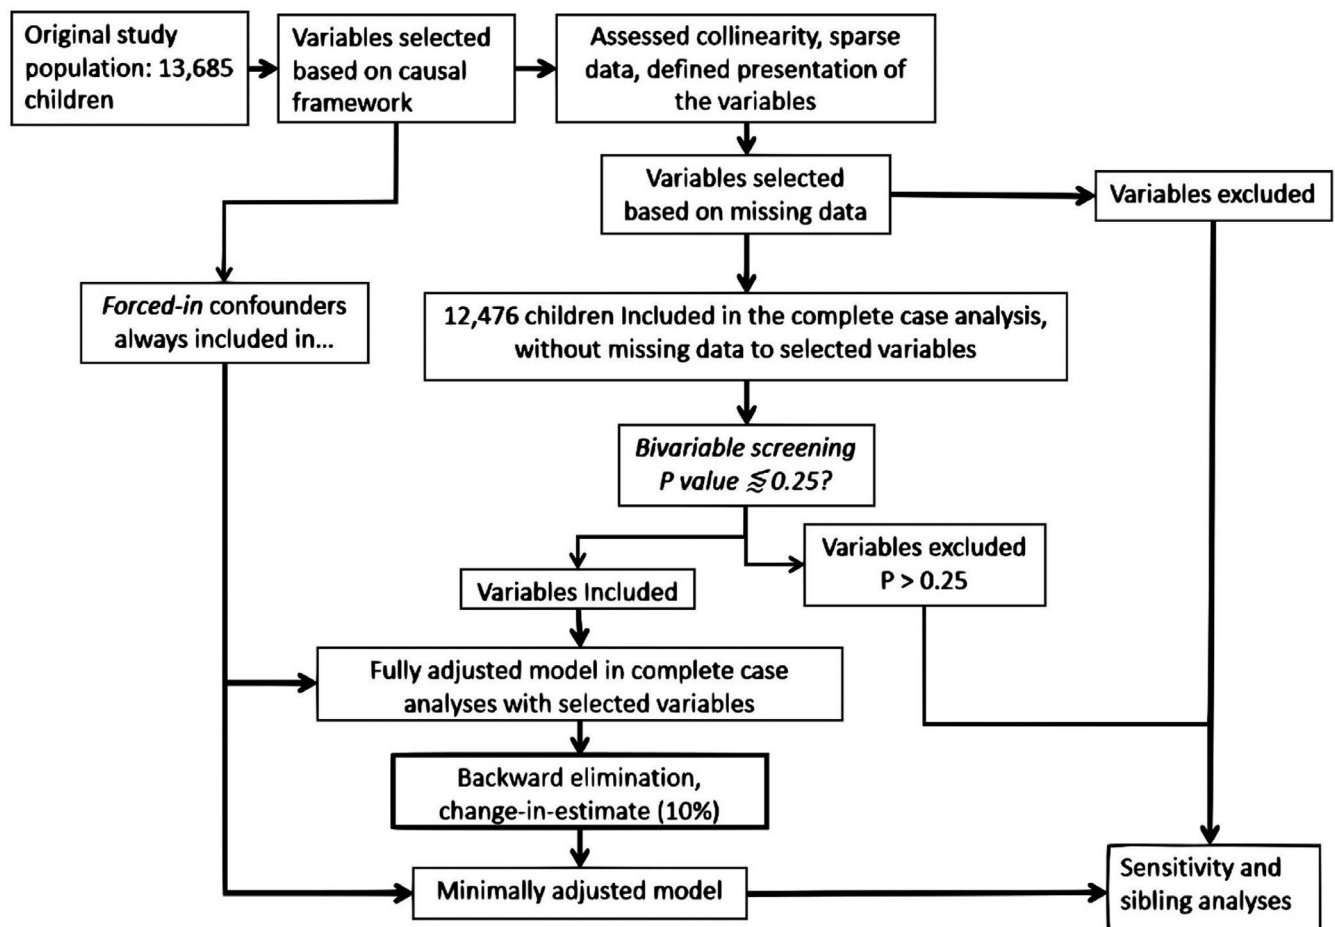 Original study
population: 13,685
children
Variables selected
based on causal
framework
Assessed collinearity, sparse
data, defined presentation of
the variables
Variables selected
based on missing data
Variables excluded
Forced-in confounders
always included in...
12,476 children Included in the complete case analysis,
without missing data to selected variables
Bivariable screening
P value ⪅0.25?
Variables excluded
P > 0.25
Variables Included
Fully adjusted model in complete case
analyses with selected variables
Backward elimination,
change-in-estimate (10%)
Minimally adjusted model
Sensitivity and
sibling analyses